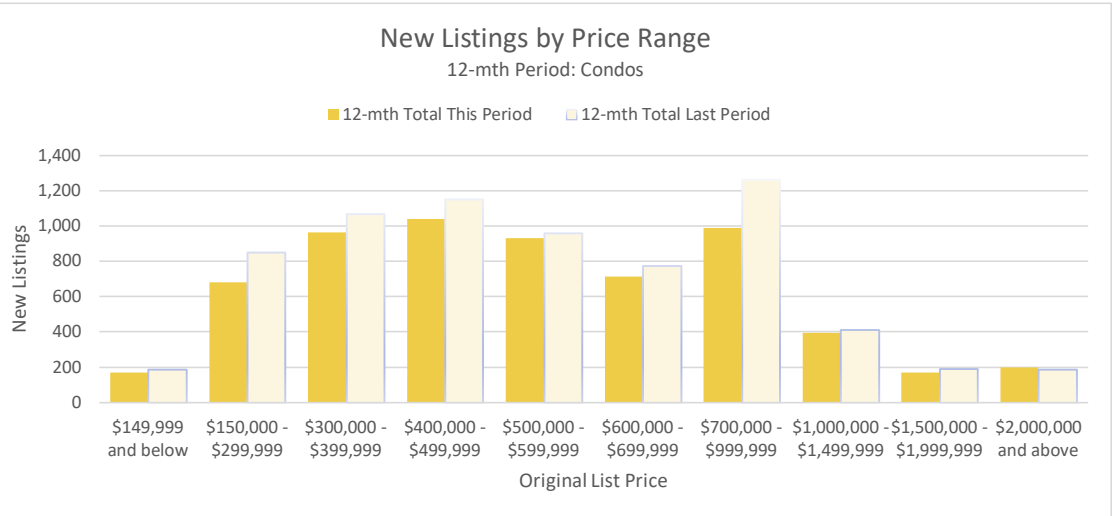 New Listings by Price Range
12-mth Period: Condos
12-mth Total This Period 12-mth Total Last Period
1,400
1,200
1,000
800
600
400
200
0
New Listings
$149,999 $150,000 - $300,000 - $400,000 - $500,000 - $600,000 - $700,000 - $1,000,000 - $1,500,000 - $2,000,000
and below $299,999 $399,999 $499,999 $599,999 $699,999 $999,999 $1,499,999 $1,999,999 and above
Original List Price